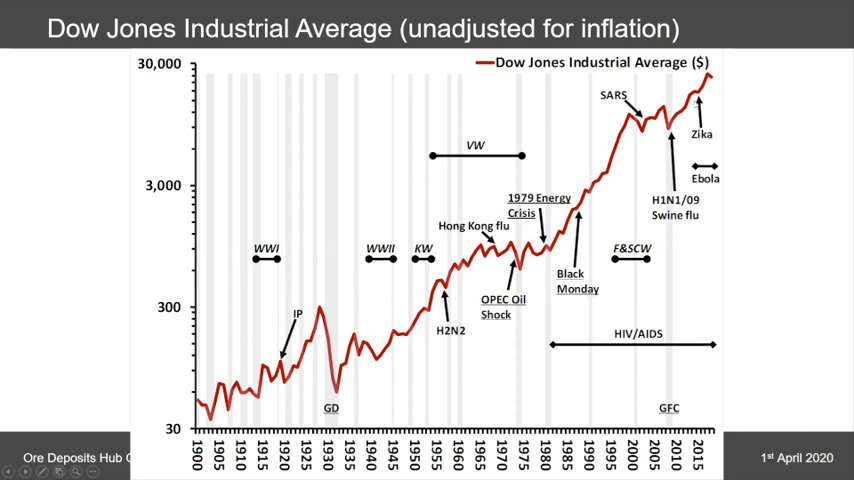 Dow Jones Industrial Average (unadjusted for inflation)
30,000
Dow Jones Industrial Average ($)
SARS
Zika
VW
3,000
Ebola
1979 Energy
Crisis
H1N1/09
Swine flu
Hong Kong flu
WWI
WWII
KW
F&SCW
Black
Monday
OPEC Oil
Shock
300
IP
H2N2
HIV/AIDS
GD
GFC
30
1900 1905 1910 1915 1920 1925 1930 1935 1940 1945 1950 1955 1960 1965 1970 1975 1980 1985 1990 1995 2000 2005 2010 2015
Ore Deposits Hub
1st April 2020